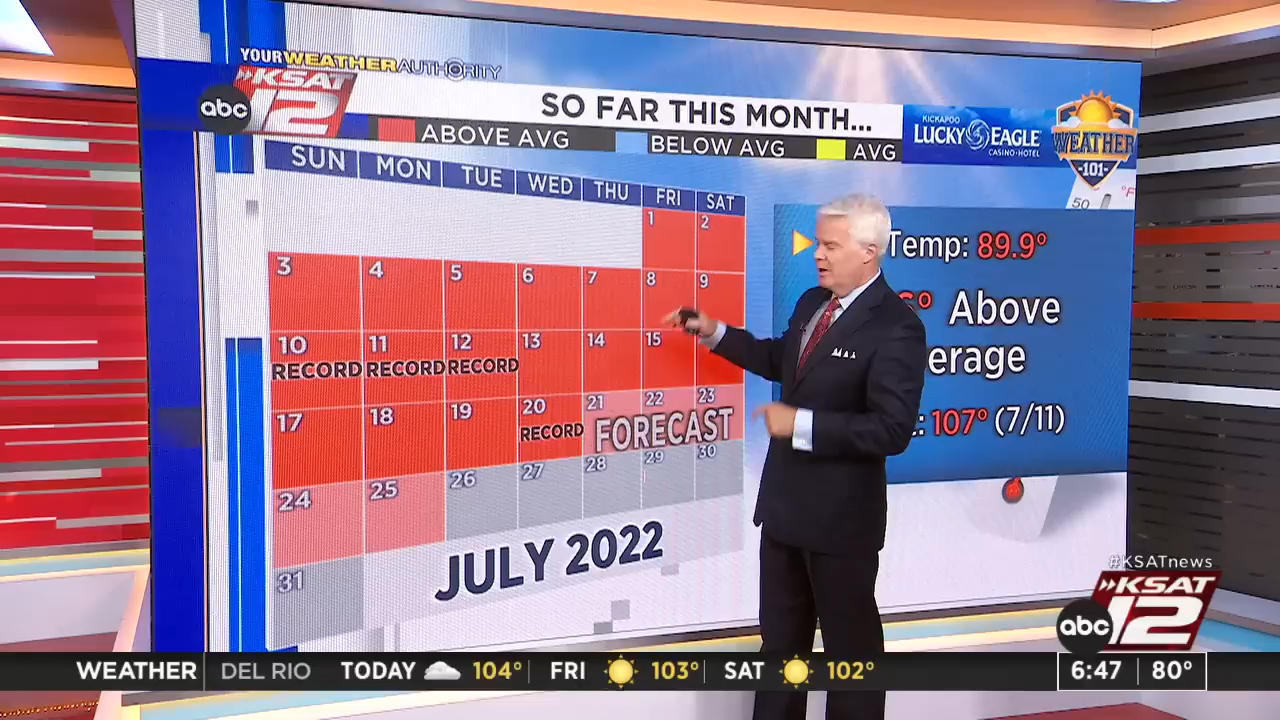 YOUR WEATHER AUTHORITY
KSAT
abc 12
SO FAR THIS MONTH...
ABOVE AVG BELOW AVG AVG
KICKAPOO
LUCKY EAGLE
CASINO•HOTEL
WEATHER
-101-
50 °F
SUN MON TUE WED THU FRI SAT
1 2
3 4 5 6 7 8 9
10 11 12 13 14 15
RECORD RECORD RECORD
17 18 19 20 21 22 23
RECORD FORECAST
24 25 26 27 28 29 30
31
JULY 2022
Temp: 89.9°
° Above
erage
: 107° (7/11)
#KSATnews
KSAT
abc 12
WEATHER DEL RIO TODAY 104° FRI 103° SAT 102° 6:47 80°